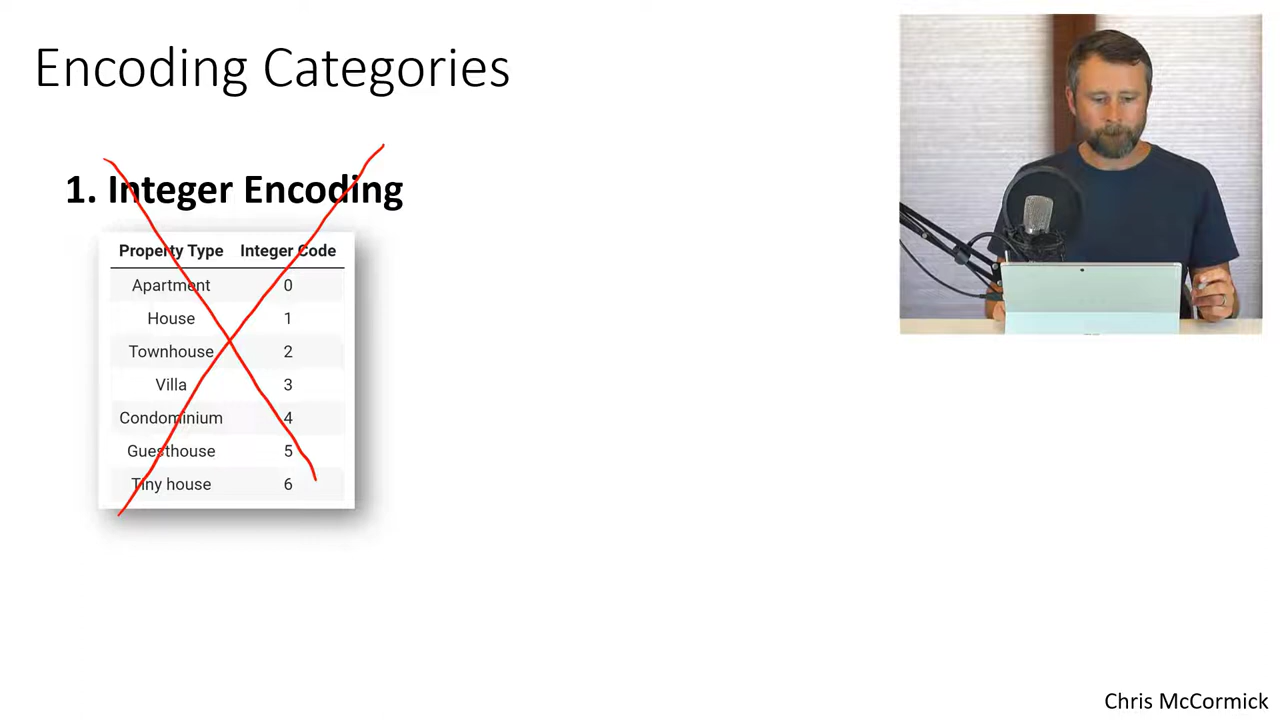 Encoding Categories
1. Integer Encoding
Property Type Integer Code
Apartment 0
House 1
Townhouse 2
Villa 3
Condominium 4
Guesthouse 5
Tiny house 6
Chris McCormick